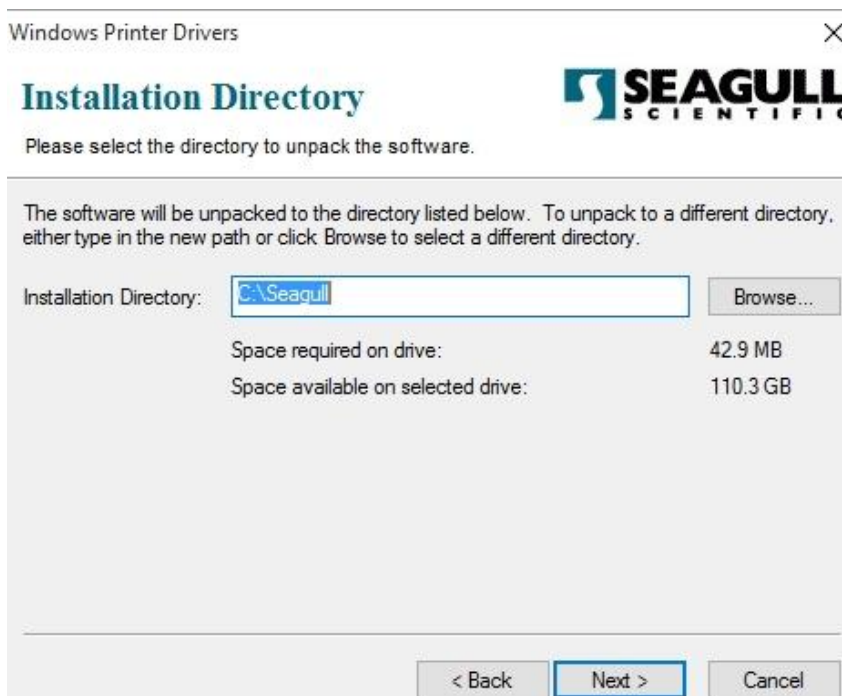 Windows Printer Drivers
Installation Directory
SEAGULL
SCIENTIFIC
Please select the directory to unpack the software.
The software will be unpacked to the directory listed below. To unpack to a different directory,
either type in the new path or click Browse to select a different directory.
Installation Directory: C:\Seagull Browse...
Space required on drive: 42.9 MB
Space available on selected drive: 110.3 GB
< Back Next > Cancel